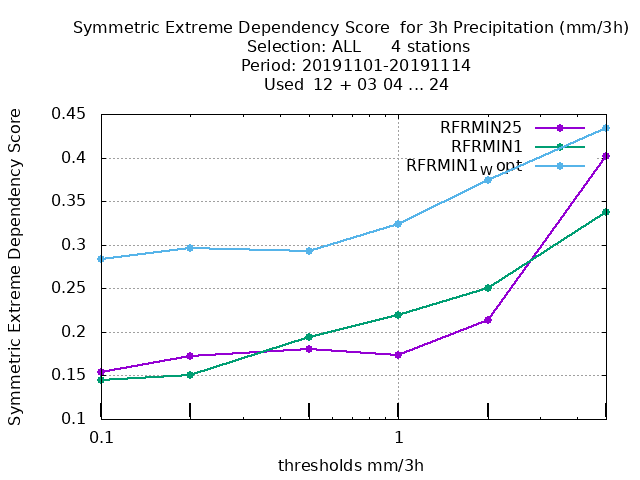 Symmetric Extreme Dependency Score  for 3h Precipitation (mm/3h)
Selection: ALL      4 stations
Period: 20191101-20191114
Used  12 + 03 04 ... 24
Symmetric Extreme Dependency Score
0.45
0.4
0.35
0.3
0.25
0.2
0.15
0.1
RFRMIN25
RFRMIN1
RFRMIN1w opt
0.1
1
thresholds mm/3h